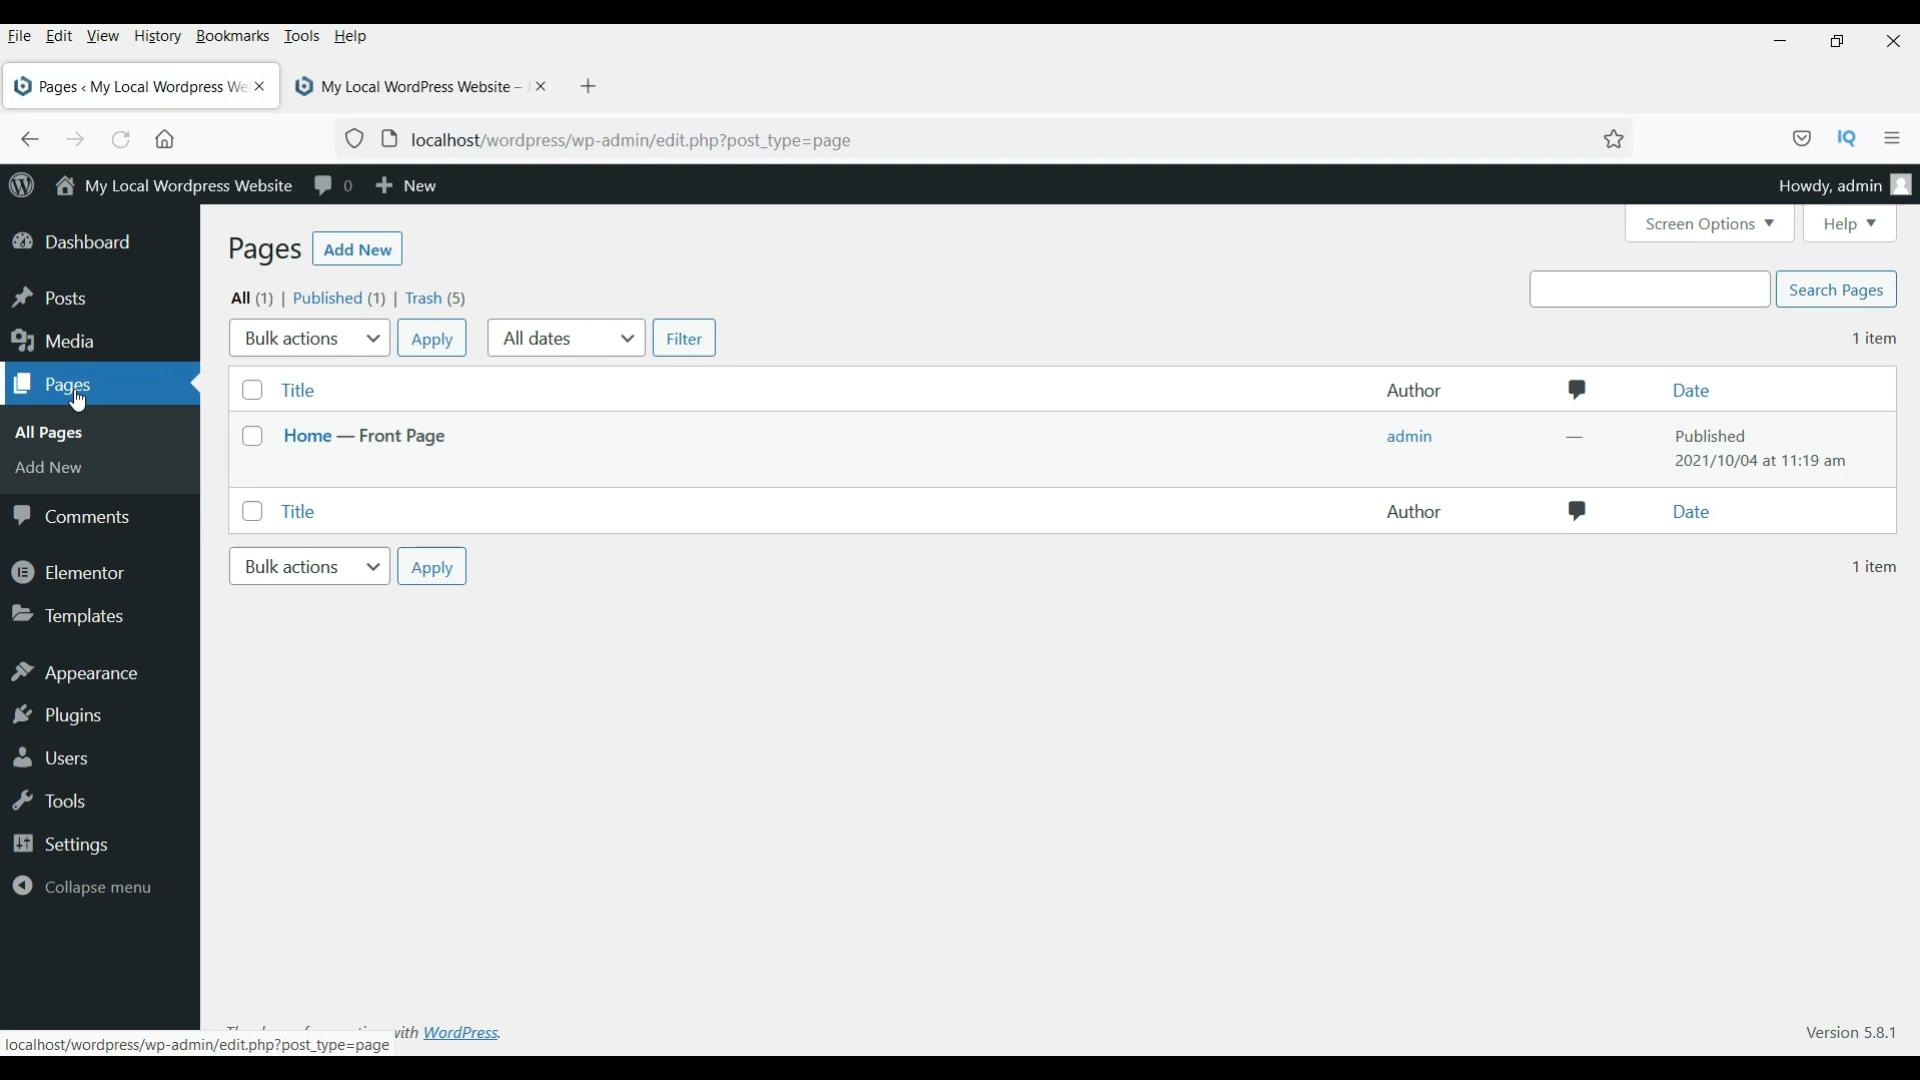 File Edit View History Bookmarks Tools Help
Pages ‹ My Local Wordpress We
My Local WordPress Website –
localhost/wordpress/wp-admin/edit.php?post_type=page
IQ
My Local Wordpress Website 0 New
Howdy, admin
Screen Options Help
Dashboard
Posts
Media
Pages
All Pages
Add New
Comments
Elementor
Templates
Appearance
Plugins
Users
Tools
Settings
Collapse menu
Pages Add New
All (1) | Published (1) | Trash (5)
Search Pages
Bulk actions Apply All dates Filter
1 item
Title Author Date
Home — Front Page admin — Published
2021/10/04 at 11:19 am
Title Author Date
Bulk actions Apply
1 item
with WordPress.
Version 5.8.1
localhost/wordpress/wp-admin/edit.php?post_type=page